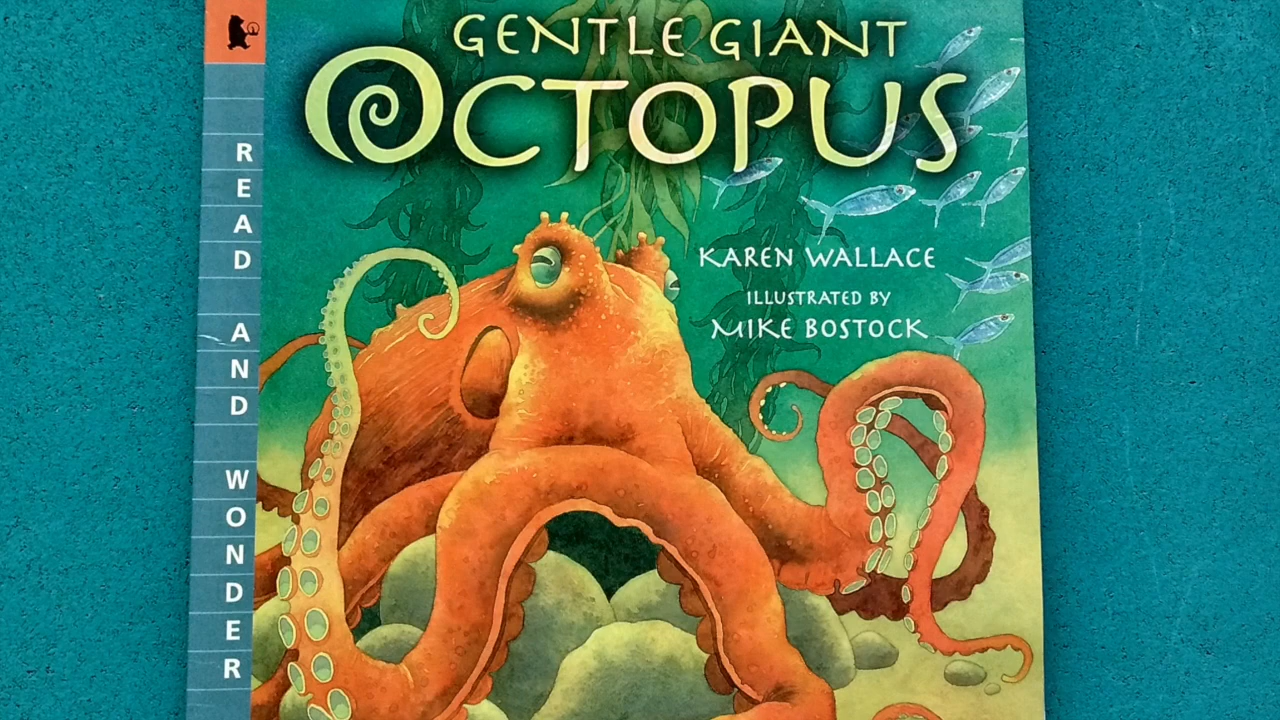 GENTLE GIANT
OCTOPUS
KAREN WALLACE
ILLUSTRATED BY
MIKE BOSTOCK
READ AND WONDER